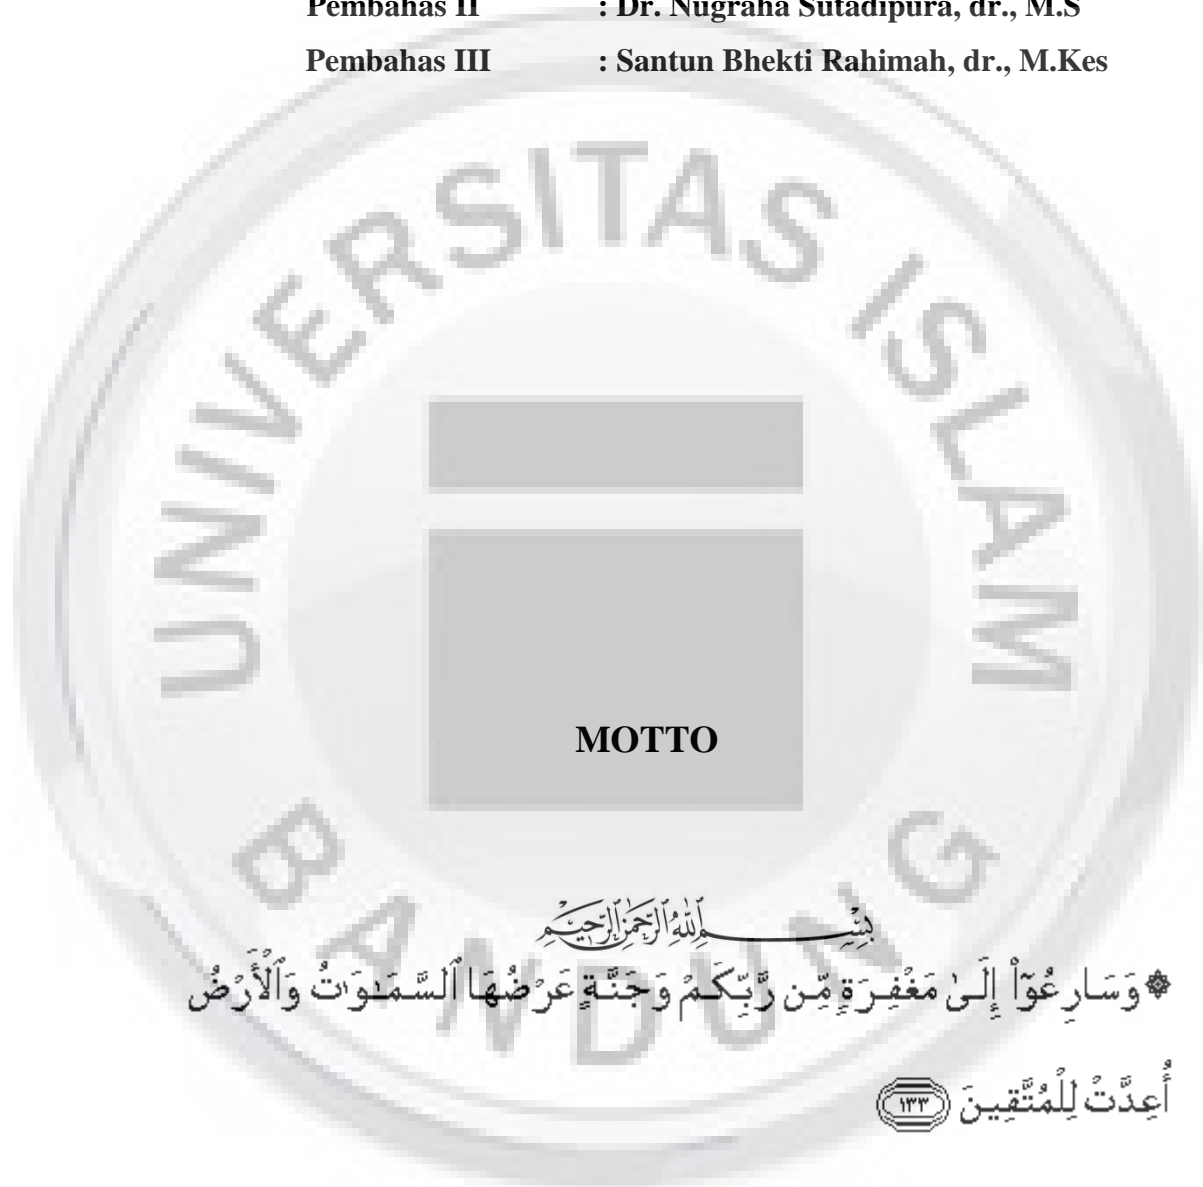 Pembahas II : Dr. Nugraha Sutadipura, dr., M.S
Pembahas III : Santun Bhekti Rahimah, dr., M.Kes
UNIVERSITAS ISLAM
MOTTO
BANDUNG
بِسْمِ ٱللَّهِ ٱلرَّحْمَٰنِ ٱلرَّحِيمِ
۞ وَسَارِعُوٓا۟ إِلَىٰ مَغْفِرَةٍ مِّن رَّبِّكُمْ وَجَنَّةٍ عَرْضُهَا ٱلسَّمَـٰوَٰتُ وَٱلْأَرْضُ
أُعِدَّتْ لِلْمُتَّقِينَ ١٣٣